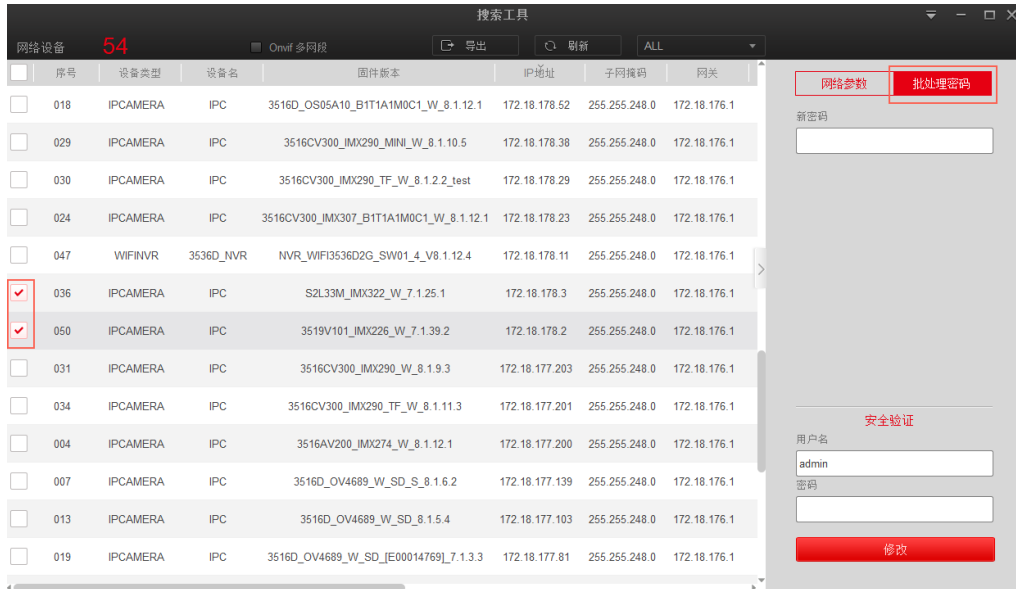 搜索工具
网络设备 54 Onvif 多网段 导出 刷新 ALL
序号 设备类型 设备名 固件版本 IP地址 子网掩码 网关
018 IPCAMERA IPC 3516D_OS05A10_B1T1A1M0C1_W_8.1.12.1 172.18.178.52 255.255.248.0 172.18.176.1
029 IPCAMERA IPC 3516CV300_IMX290_MINI_W_8.1.10.5 172.18.178.38 255.255.248.0 172.18.176.1
030 IPCAMERA IPC 3516CV300_IMX290_TF_W_8.1.2.2_test 172.18.178.29 255.255.248.0 172.18.176.1
024 IPCAMERA IPC 3516CV300_IMX307_B1T1A1M0C1_W_8.1.12.1 172.18.178.23 255.255.248.0 172.18.176.1
047 WIFINVR 3536D_NVR NVR_WIFI3536D2G_SW01_4_V8.1.12.4 172.18.178.11 255.255.248.0 172.18.176.1
036 IPCAMERA IPC S2L33M_IMX322_W_7.1.25.1 172.18.178.3 255.255.248.0 172.18.176.1
050 IPCAMERA IPC 3519V101_IMX226_W_7.1.39.2 172.18.178.2 255.255.248.0 172.18.176.1
031 IPCAMERA IPC 3516CV300_IMX290_W_8.1.9.3 172.18.177.203 255.255.248.0 172.18.176.1
034 IPCAMERA IPC 3516CV300_IMX290_TF_W_8.1.11.3 172.18.177.201 255.255.248.0 172.18.176.1
004 IPCAMERA IPC 3516AV200_IMX274_W_8.1.12.1 172.18.177.200 255.255.248.0 172.18.176.1
007 IPCAMERA IPC 3516D_OV4689_W_SD_S_8.1.6.2 172.18.177.139 255.255.248.0 172.18.176.1
013 IPCAMERA IPC 3516D_OV4689_W_SD_8.1.5.4 172.18.177.103 255.255.248.0 172.18.176.1
019 IPCAMERA IPC 3516D_OV4689_W_SD_[E00014769]_7.1.3.3 172.18.177.81 255.255.248.0 172.18.176.1
网络参数 批处理密码
新密码
安全验证
用户名
admin
密码
修改